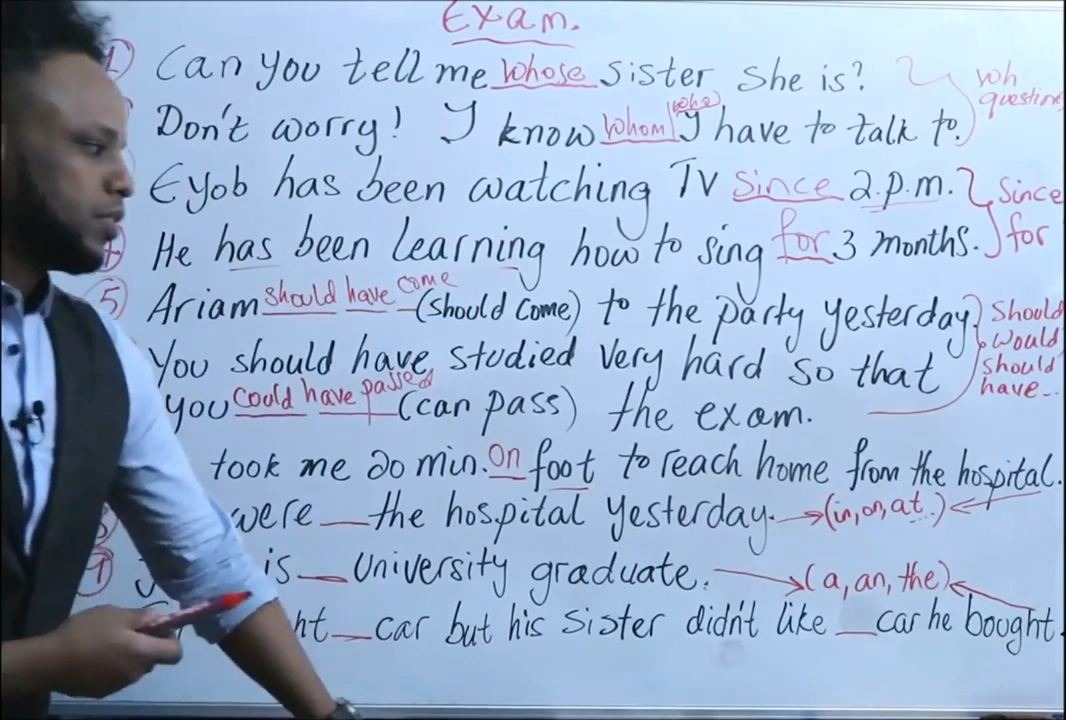 Exam.
1) Can you tell me whose sister she is? wh
question
Don't worry! I know whom/(who) I have to talk to.
Eyob has been watching TV since 2 p.m. since
4 He has been learning how to sing for 3 months. for
5 Ariam should have come (should come) to the party yesterday. should
would
You should have studied very hard so that should
have...
you could have passed (can pass) the exam.
took me 20 min. on foot to reach home from the hospital.
were __ the hospital yesterday. (in, on, at..)
9 is __ University graduate. (a, an, the)
ht __ car but his sister didn't like __ car he bought.